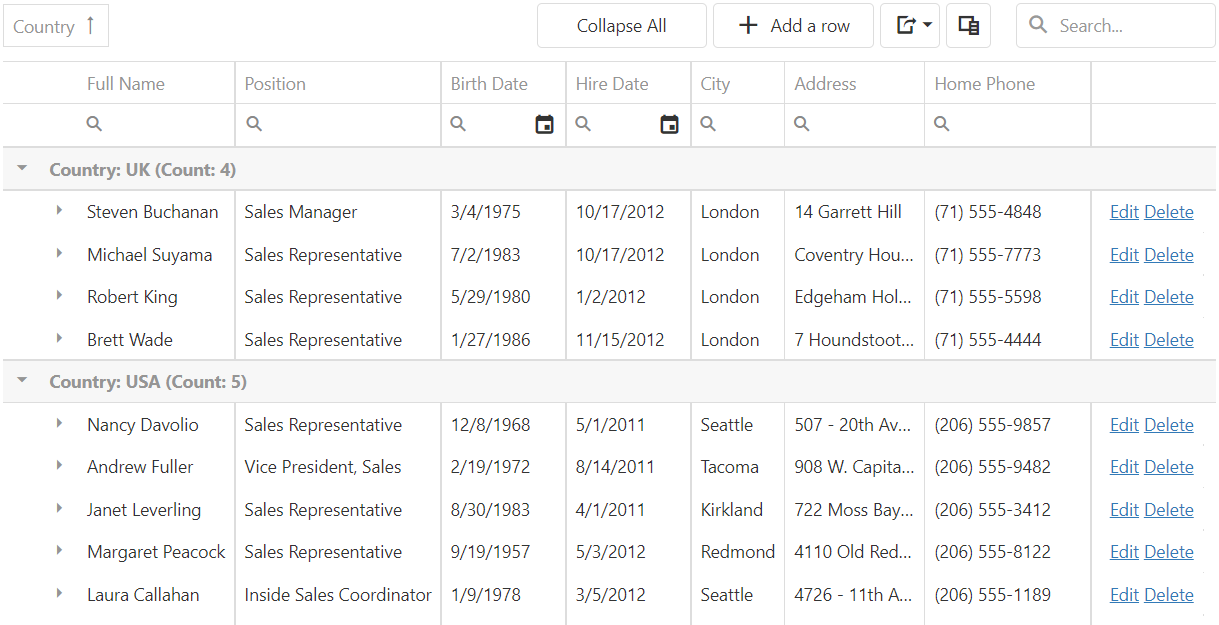 Country Collapse All Add a row Search...
Full Name Position Birth Date Hire Date City Address Home Phone
Country: UK (Count: 4)
Steven Buchanan Sales Manager 3/4/1975 10/17/2012 London 14 Garrett Hill (71) 555-4848 Edit Delete
Michael Suyama Sales Representative 7/2/1983 10/17/2012 London Coventry Hou... (71) 555-7773 Edit Delete
Robert King Sales Representative 5/29/1980 1/2/2012 London Edgeham Hol... (71) 555-5598 Edit Delete
Brett Wade Sales Representative 1/27/1986 11/15/2012 London 7 Houndstoot... (71) 555-4444 Edit Delete
Country: USA (Count: 5)
Nancy Davolio Sales Representative 12/8/1968 5/1/2011 Seattle 507 - 20th Av... (206) 555-9857 Edit Delete
Andrew Fuller Vice President, Sales 2/19/1972 8/14/2011 Tacoma 908 W. Capita... (206) 555-9482 Edit Delete
Janet Leverling Sales Representative 8/30/1983 4/1/2011 Kirkland 722 Moss Bay... (206) 555-3412 Edit Delete
Margaret Peacock Sales Representative 9/19/1957 5/3/2012 Redmond 4110 Old Red... (206) 555-8122 Edit Delete
Laura Callahan Inside Sales Coordinator 1/9/1978 3/5/2012 Seattle 4726 - 11th A... (206) 555-1189 Edit Delete